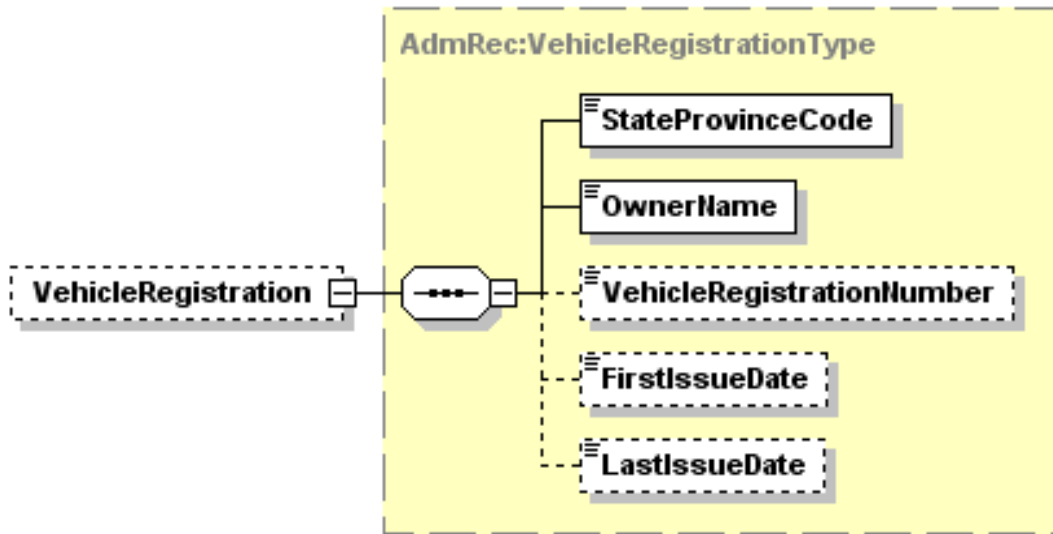 AdmRec:VehicleRegistrationType
StateProvinceCode
OwnerName
VehicleRegistration
VehicleRegistrationNumber
FirstIssueDate
LastIssueDate